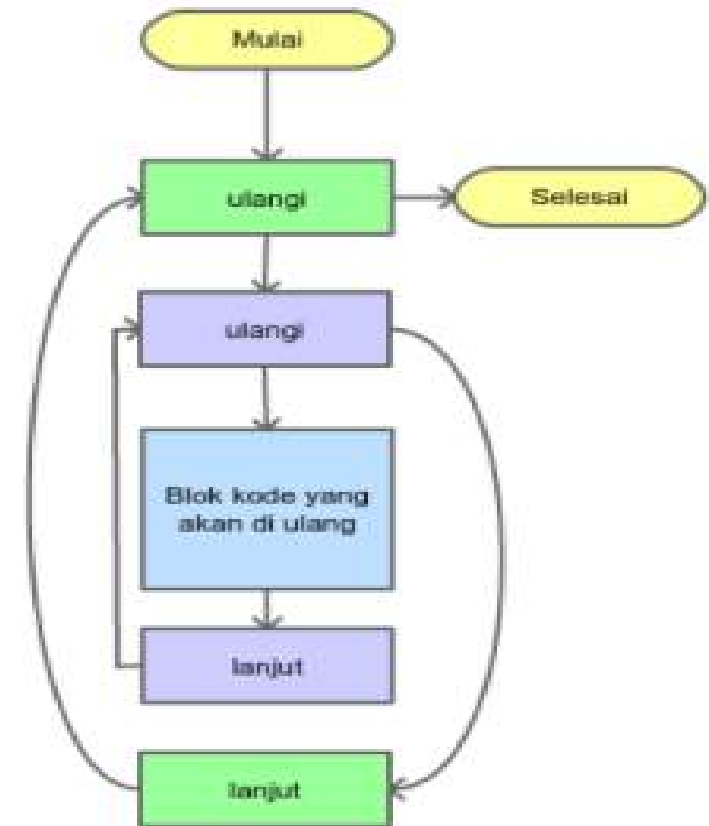 Mulai
ulangi
Selesai
ulangi
Blok kode yang
akan di ulang
lanjut
lanjut